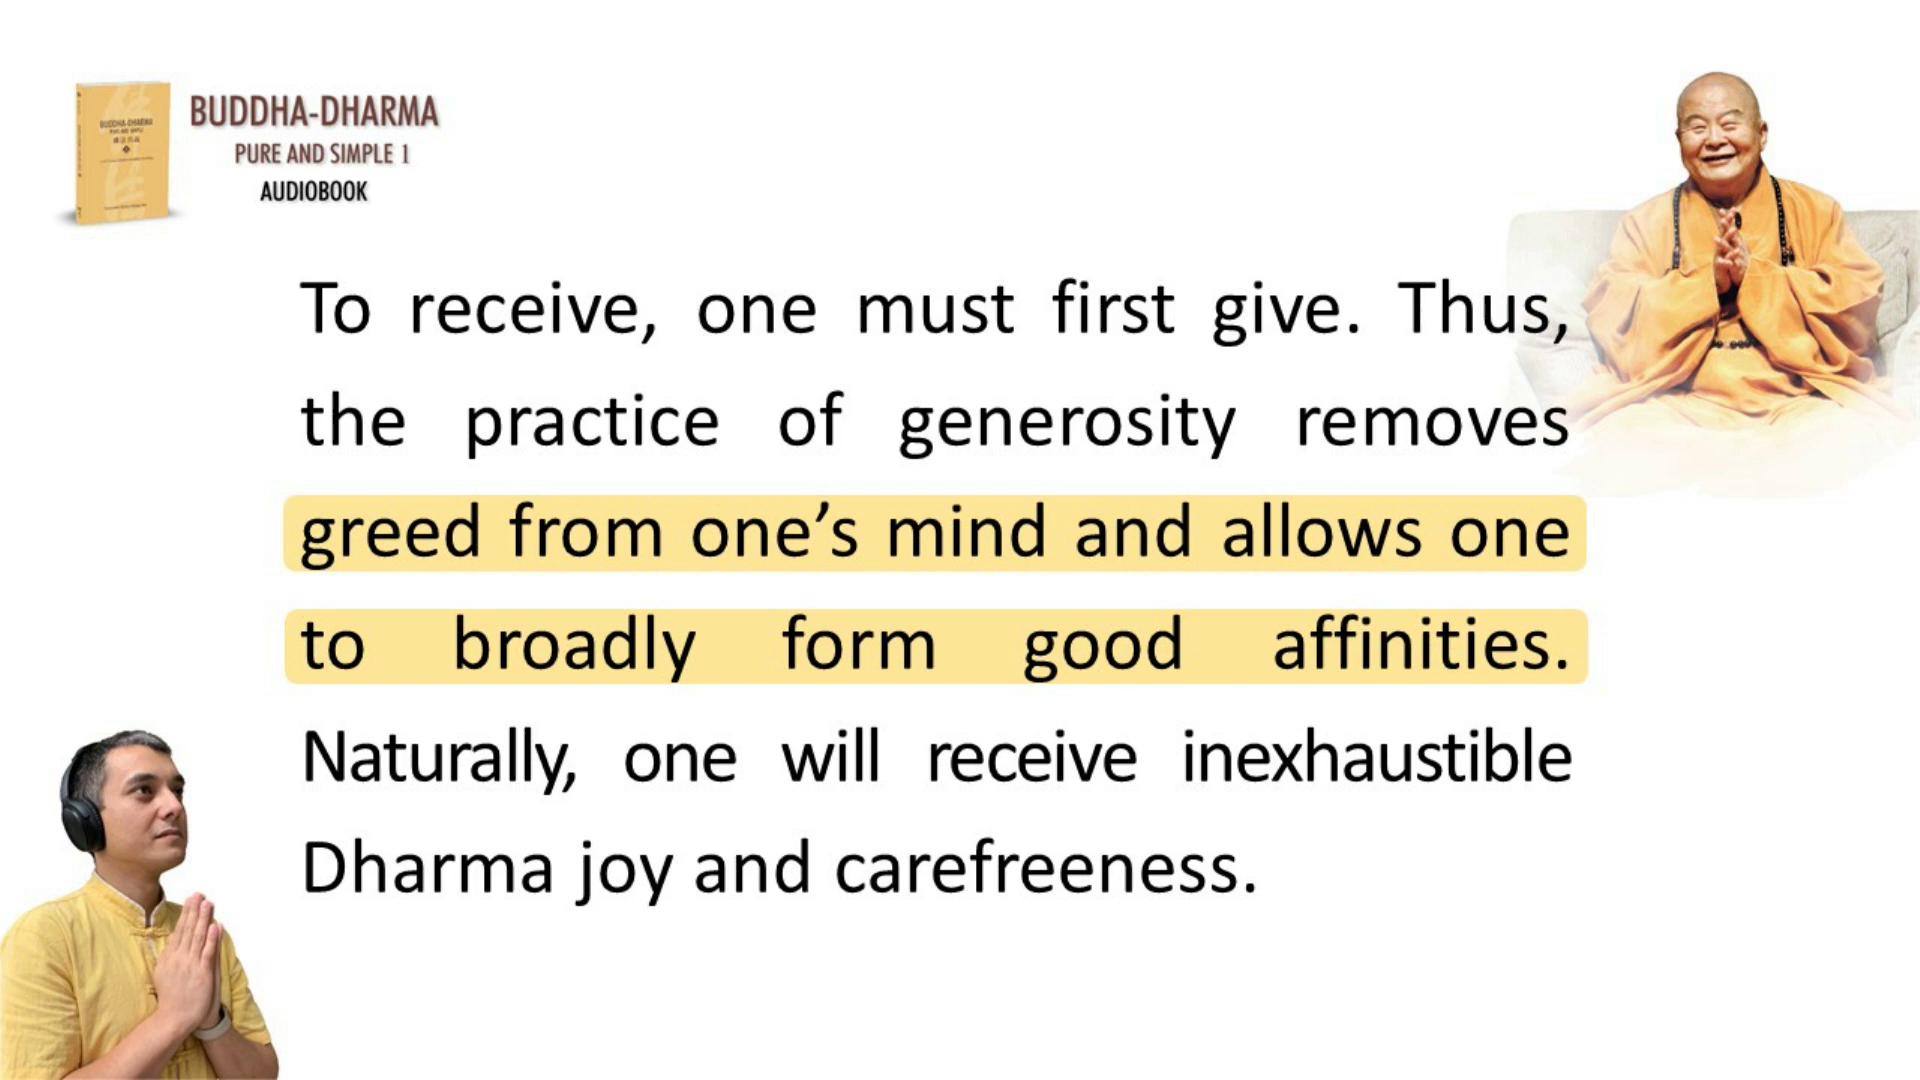 BUDDHA-DHARMA
PURE AND SIMPLE 1
AUDIOBOOK
BUDDHA-DHARMA
To receive, one must first give. Thus,
the practice of generosity removes
greed from one’s mind and allows one
to broadly form good affinities.
Naturally, one will receive inexhaustible
Dharma joy and carefreeness.